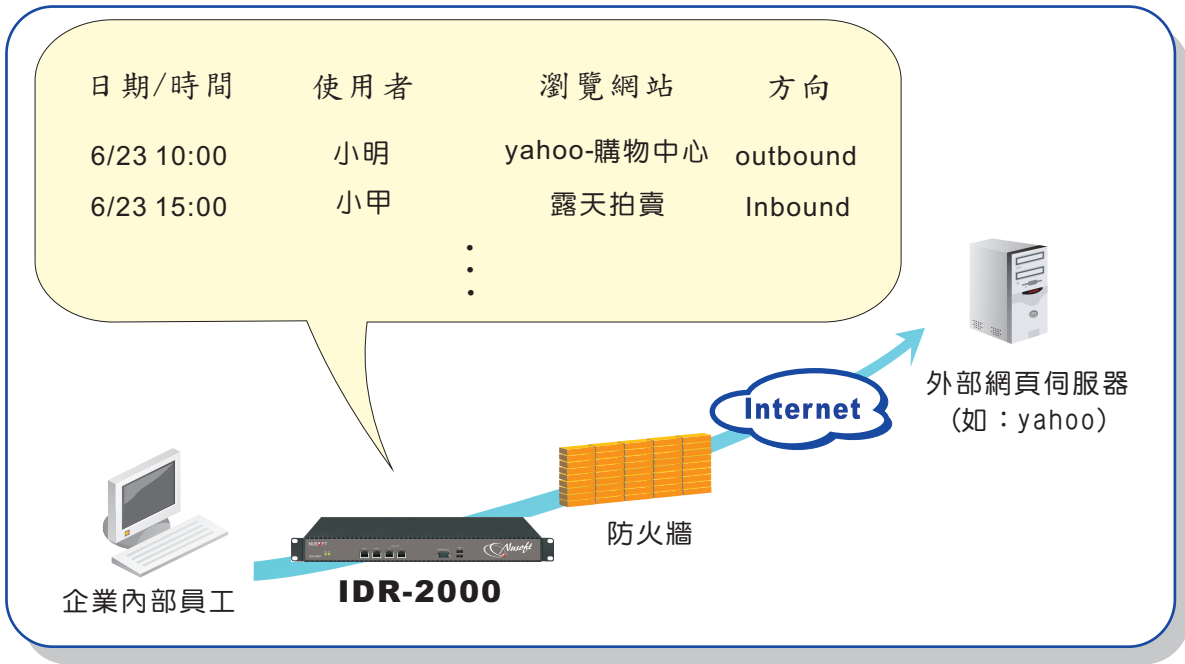 日期/時間 使用者 瀏覽網站 方向
6/23 10:00 小明 yahoo-購物中心 outbound
6/23 15:00 小甲 露天拍賣 Inbound
Internet
外部網頁伺服器
(如：yahoo)
防火牆
NUSOFT
Nusoft
IDR-2000
企業內部員工